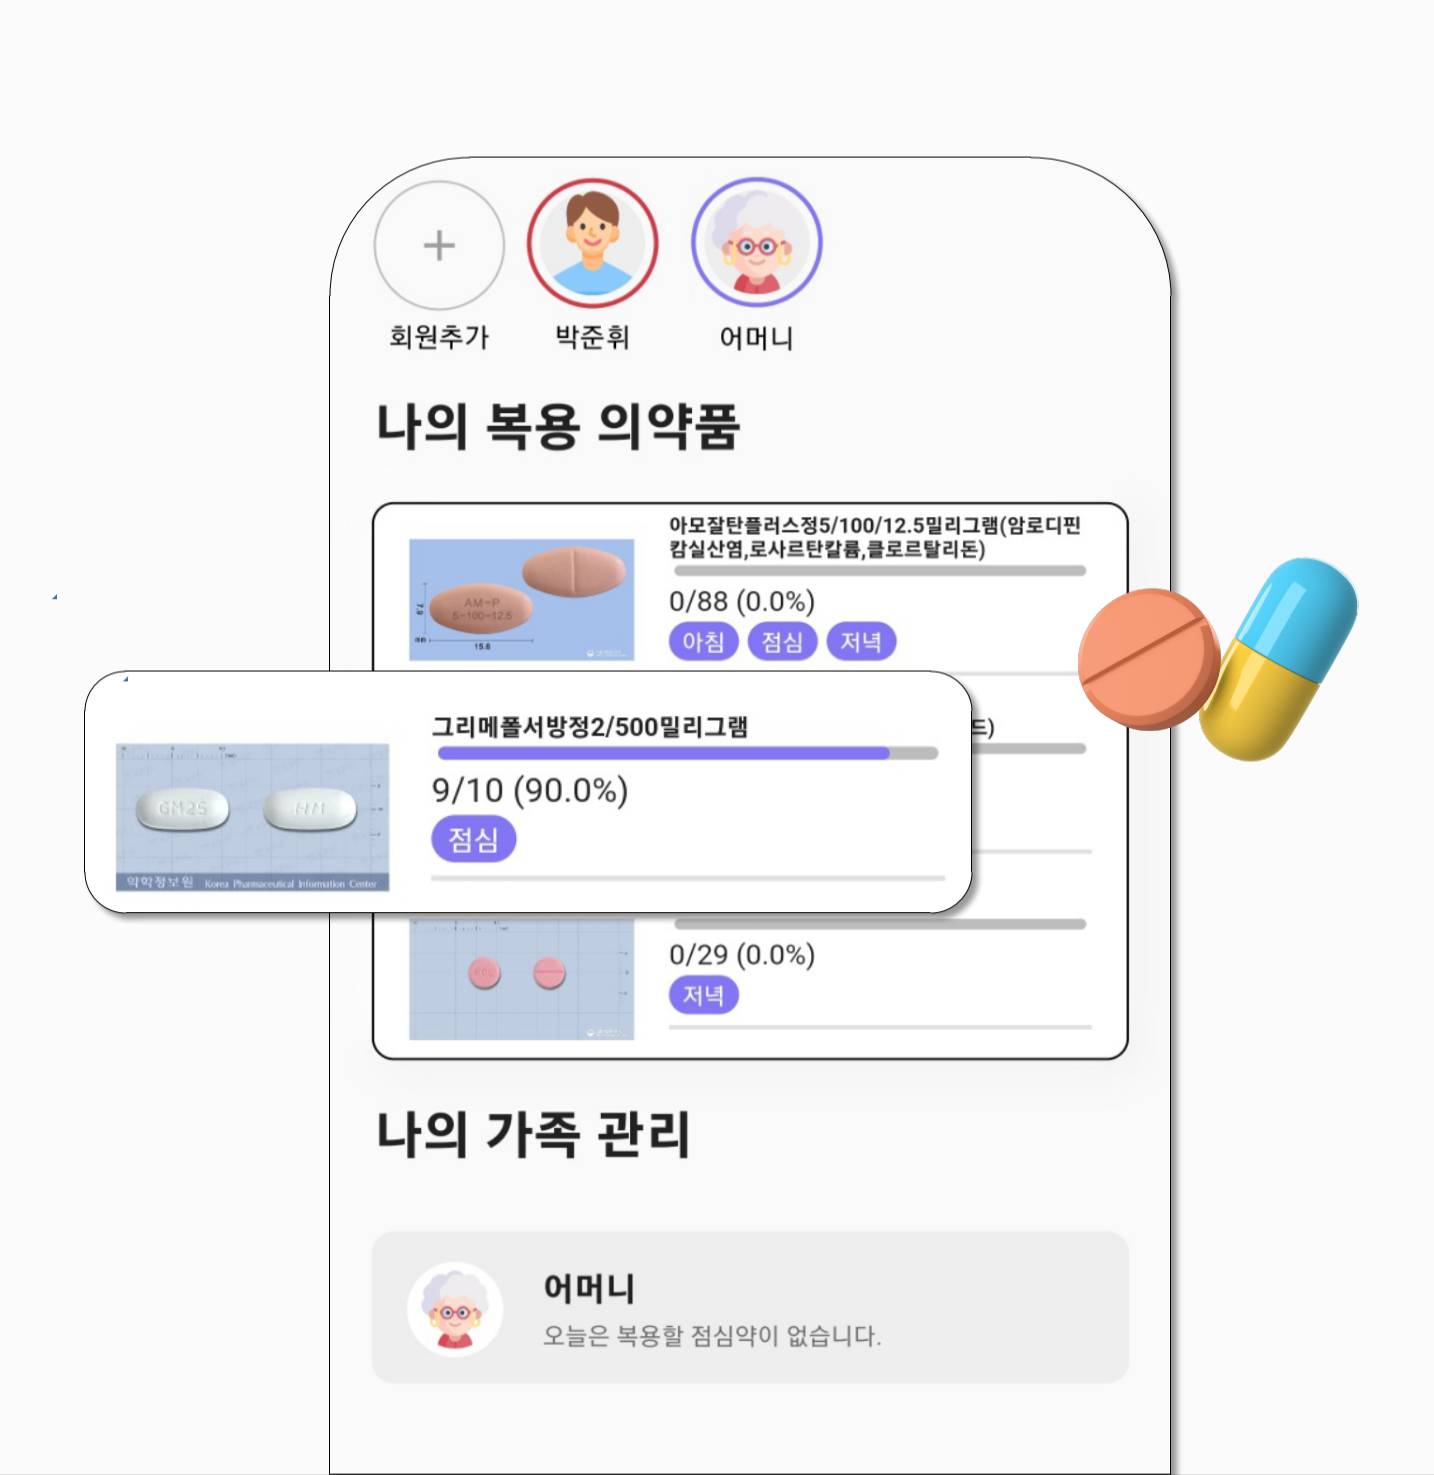 회원추가
박준휘
어머니
나의 복용 의약품
아모잘탄플러스정5/100/12.5밀리그램(암로디핀
캄실산염,로사르탄칼륨,클로르탈리돈)
AM-P
5-100-12.5
7.9
mm
15.6
0/88 (0.0%)
아침
점심
저녁
드)
그리메폴서방정2/500밀리그램
9/10 (90.0%)
GM2S
HM
점심
약학정보원 Korea Pharmaceutical Information Center
0/29 (0.0%)
저녁
나의 가족 관리
어머니
오늘은 복용할 점심약이 없습니다.